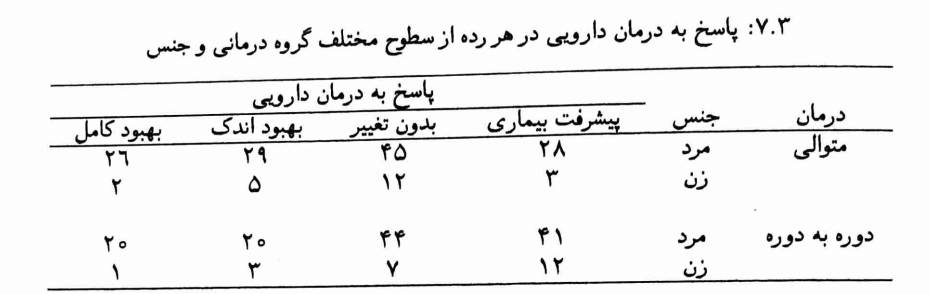 ۷.۳: پاسخ به درمان دارویی در هر رده از سطوح مختلف گروه درمانی و جنس
پاسخ به درمان دارویی
درمان جنس پیشرفت بیماری بدون تغییر بهبود اندک بهبود کامل
متوالی مرد ۲۸ ۴۵ ۲۹ ۲۶
زن ۳ ۱۲ ۵ ۲
دوره به دوره مرد ۴۱ ۴۴ ۲۰ ۲۰
زن ۱۲ ۷ ۳ ۱